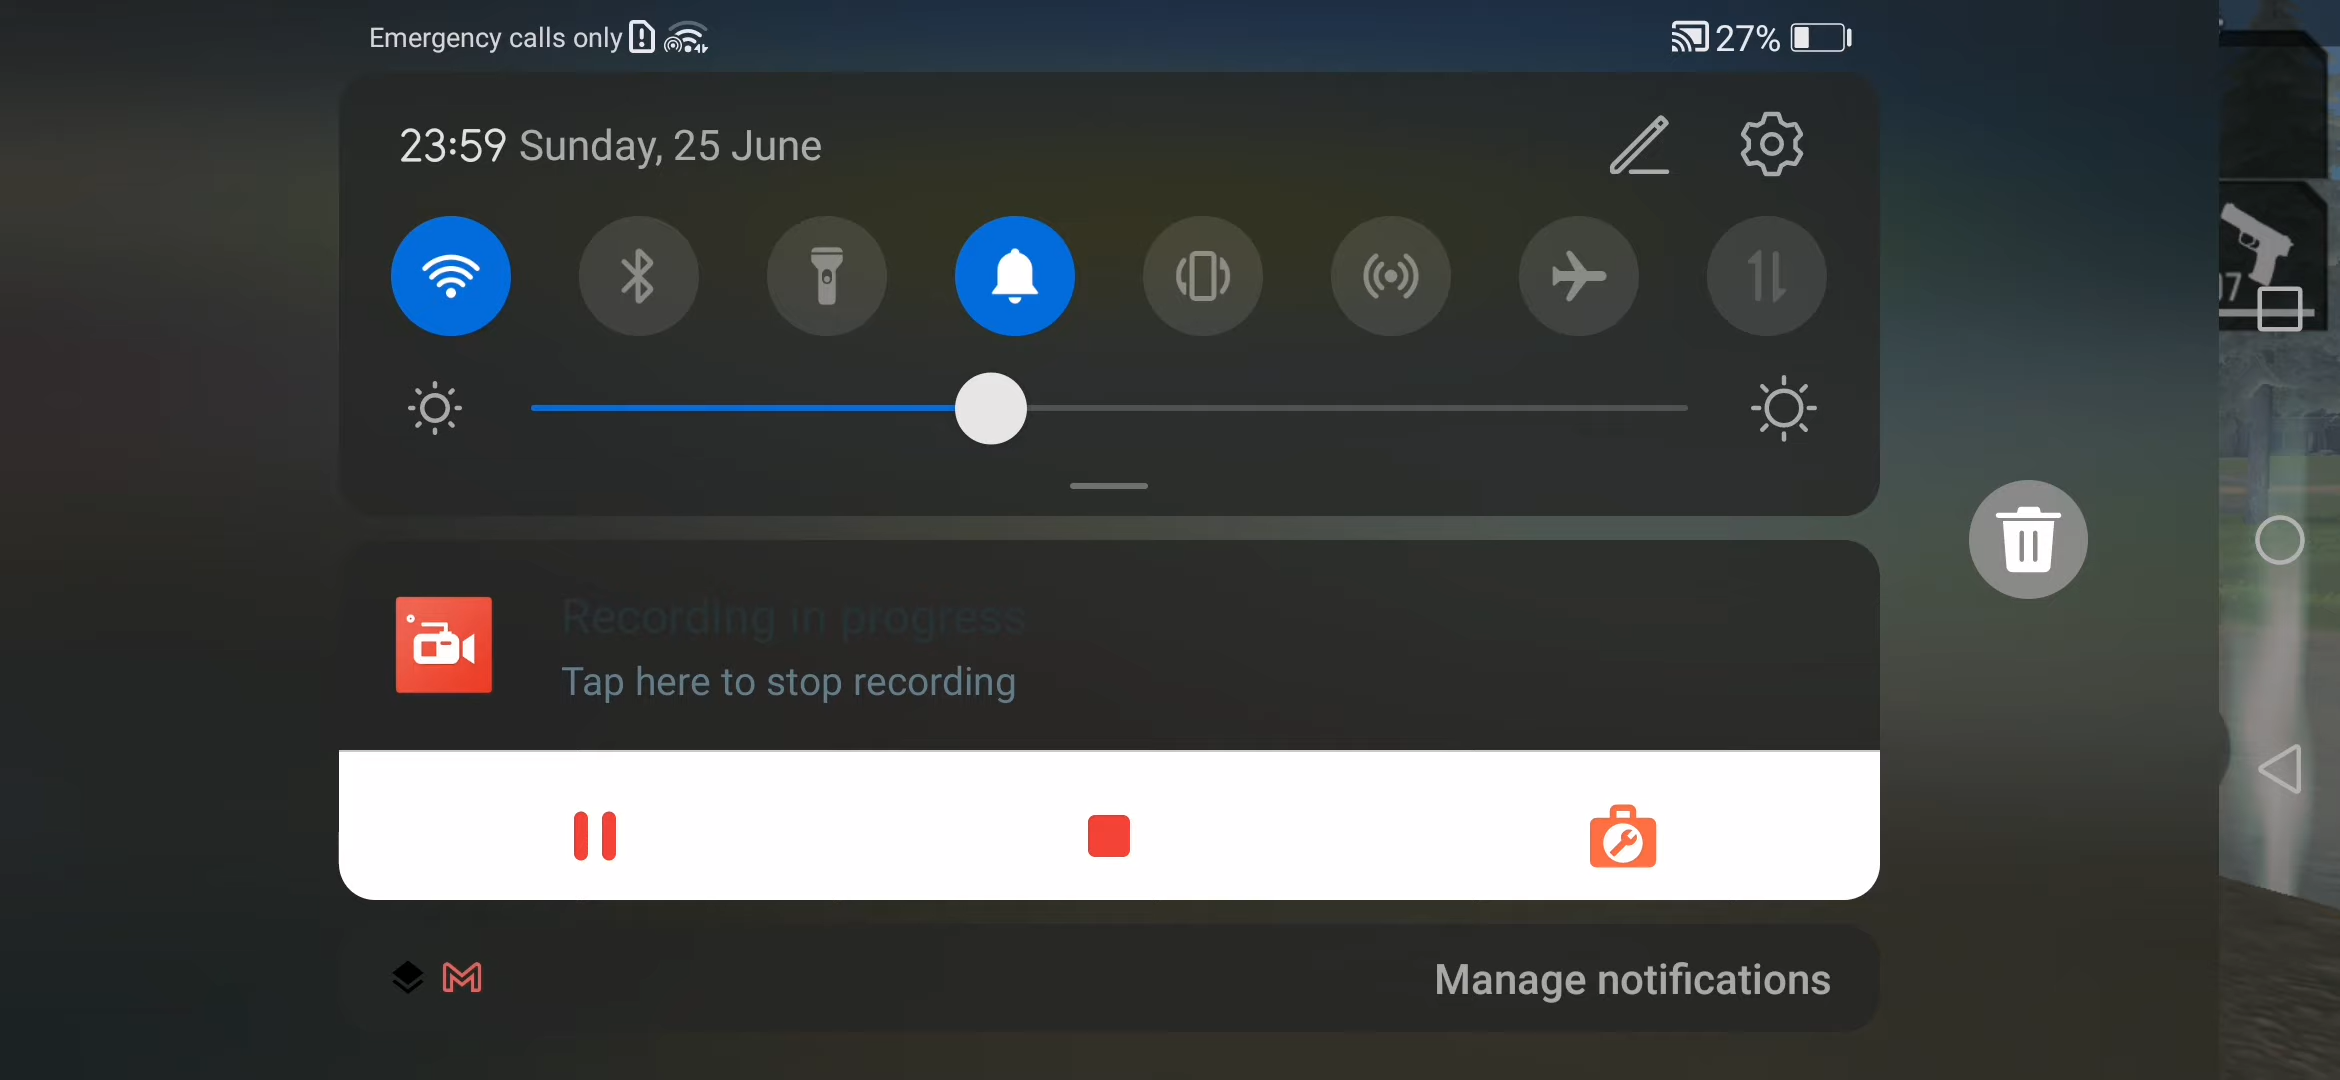 Emergency calls only
27%
23:59 Sunday, 25 June
07
Recording in progress
Tap here to stop recording
Manage notifications